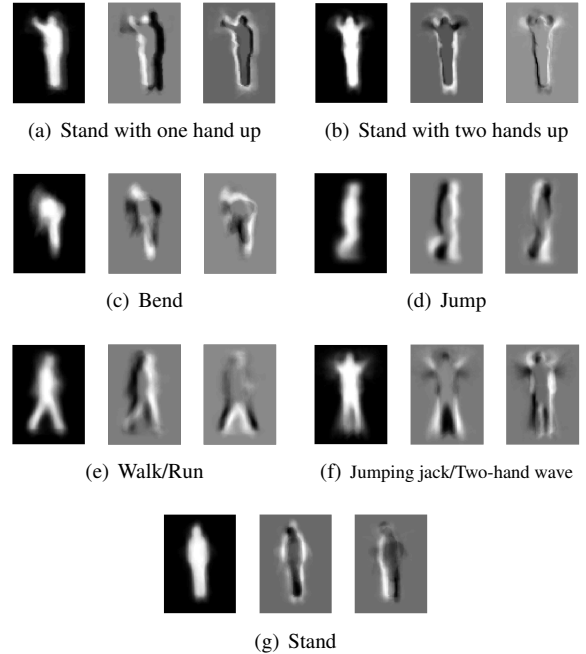 (a) Stand with one hand up
(b) Stand with two hands up
(c) Bend
(d) Jump
(e) Walk/Run
(f) Jumping jack/Two-hand wave
(g) Stand